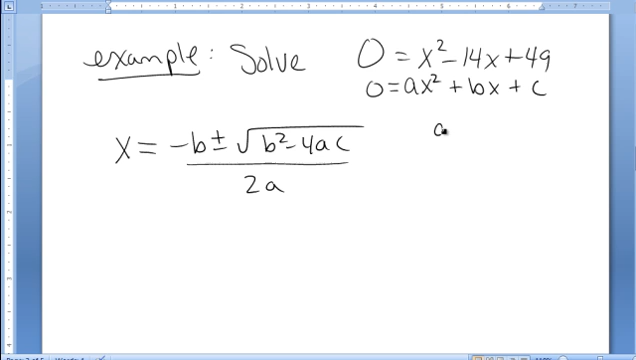 example: Solve 0 = x² - 14x + 49
0 = ax² + bx + c
a
x = -b ± √b² - 4ac / 2a